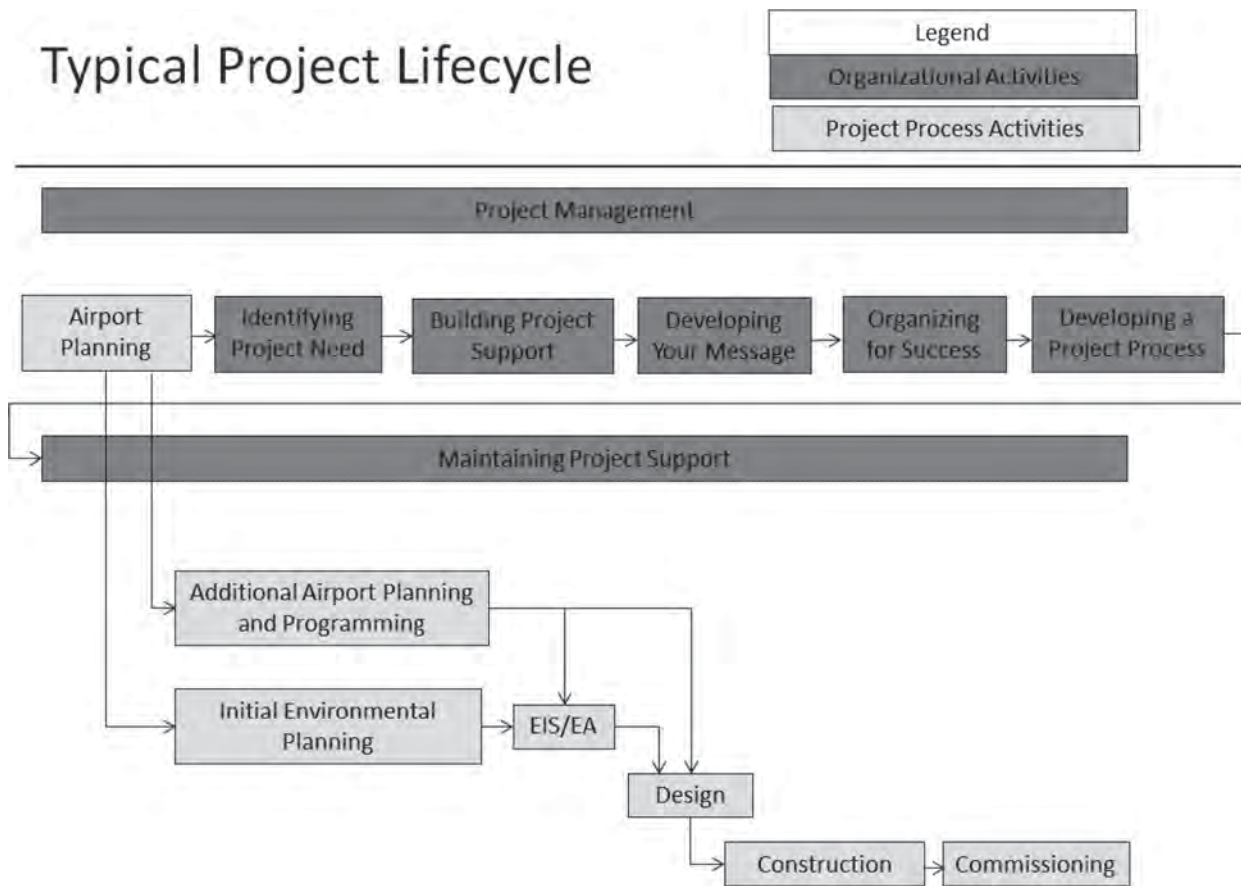 Typical Project Lifecycle
Legend
Organizational Activities
Project Process Activities
Project Management
Airport
Planning
Identifying
Project Need
Building Project
Support
Developing
Your Message
Organizing
for Success
Developing a
Project Process
Maintaining Project Support
Additional Airport Planning
and Programming
Initial Environmental
Planning
EIS/EA
Design
Construction
Commissioning